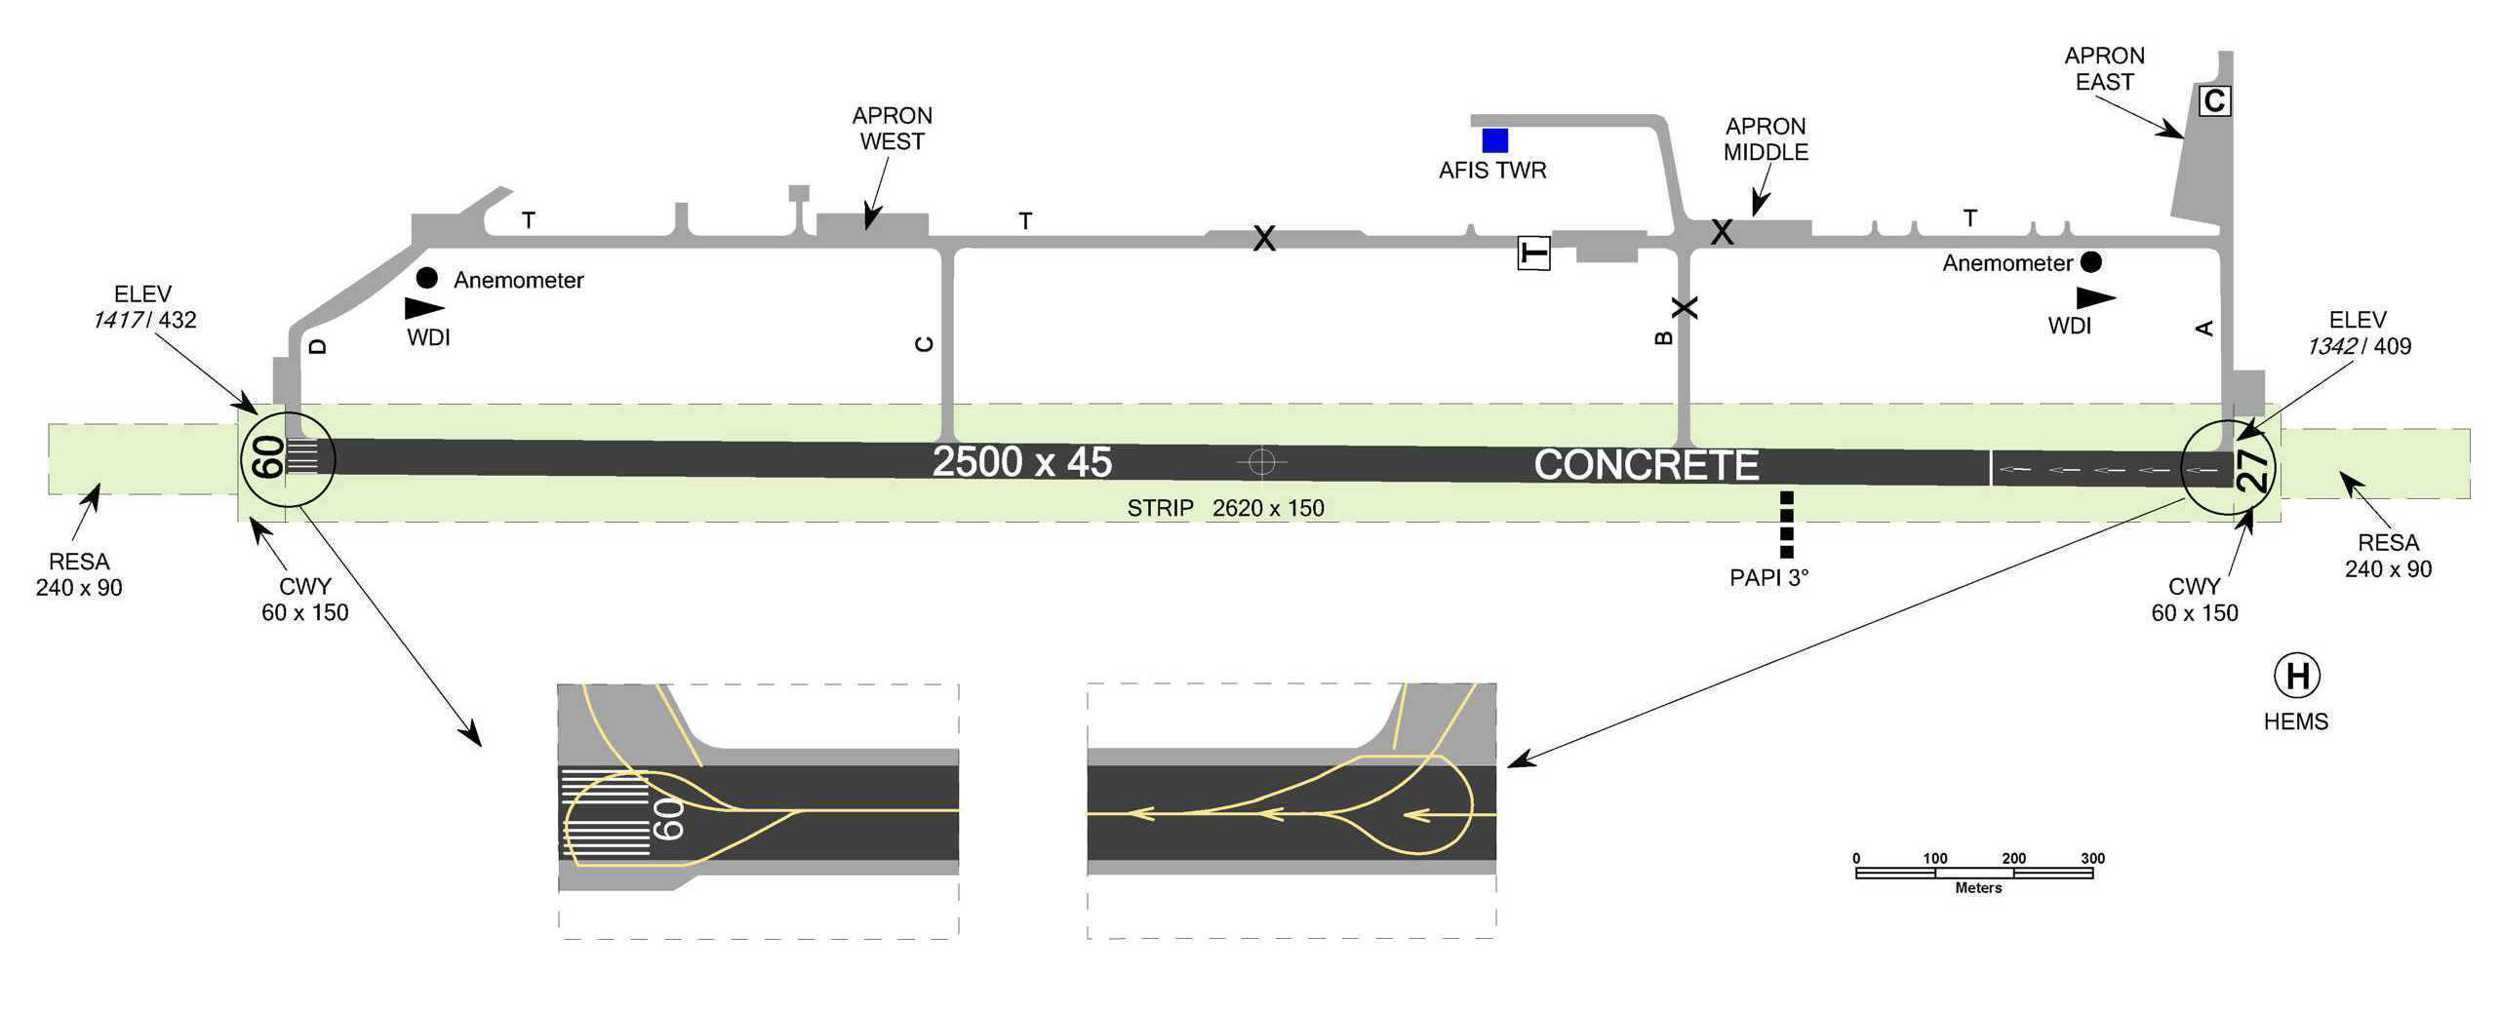 APRON
EAST
C
APRON
WEST
APRON
MIDDLE
AFIS TWR
T
T
X
T
X
T
Anemometer
WDI
Anemometer
WDI
ELEV
1417/ 432
ELEV
1342/ 409
D
C
B
X
A
09
2500 x 45
CONCRETE
27
STRIP 2620 x 150
RESA
240 x 90
CWY
60 x 150
PAPI 3°
CWY
60 x 150
RESA
240 x 90
H
HEMS
09
0 100 200 300
Meters